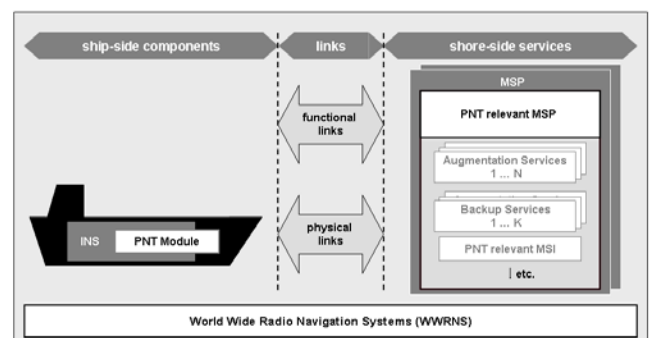 ship-side components
links
shore-side services
MSP
PNT relevant MSP
functional
links
Augmentation Services
1 ... N
Backup Services
1 ... K
PNT relevant MSI
etc.
physical
links
INS
PNT Module
World Wide Radio Navigation Systems (WWRNS)